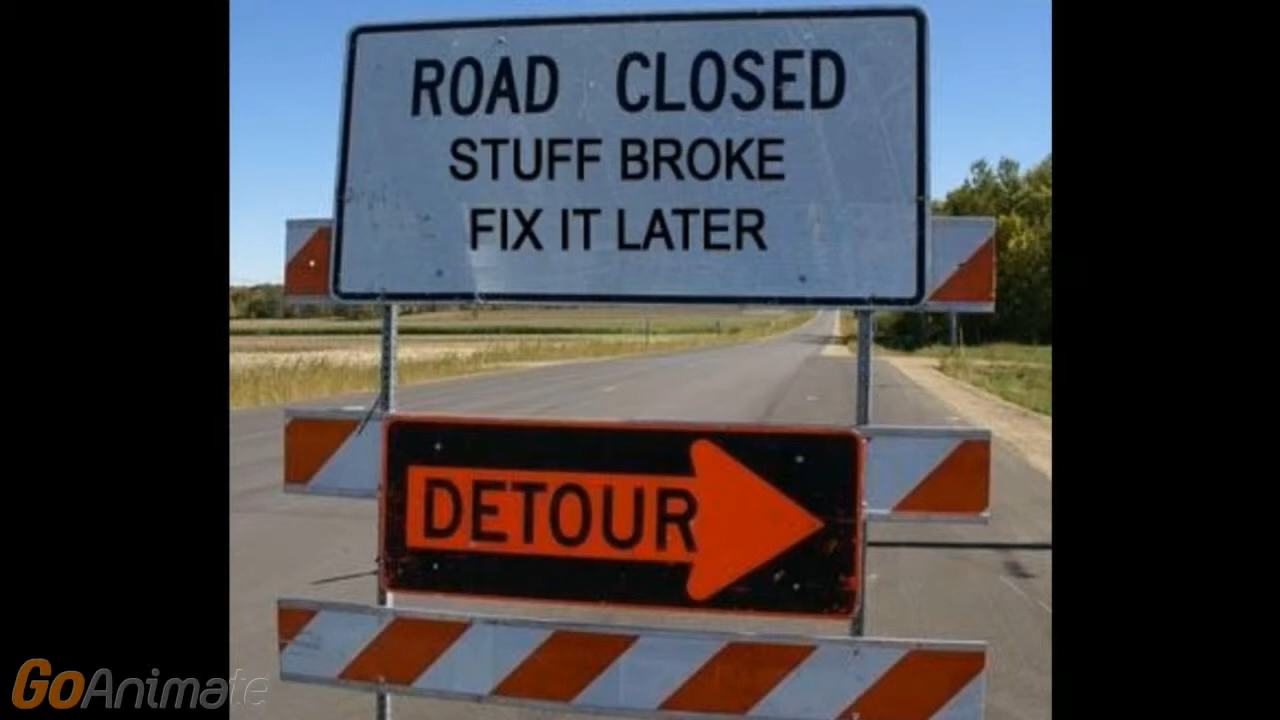 ROAD CLOSED
STUFF BROKE
FIX IT LATER
DETOUR
GoAnimate